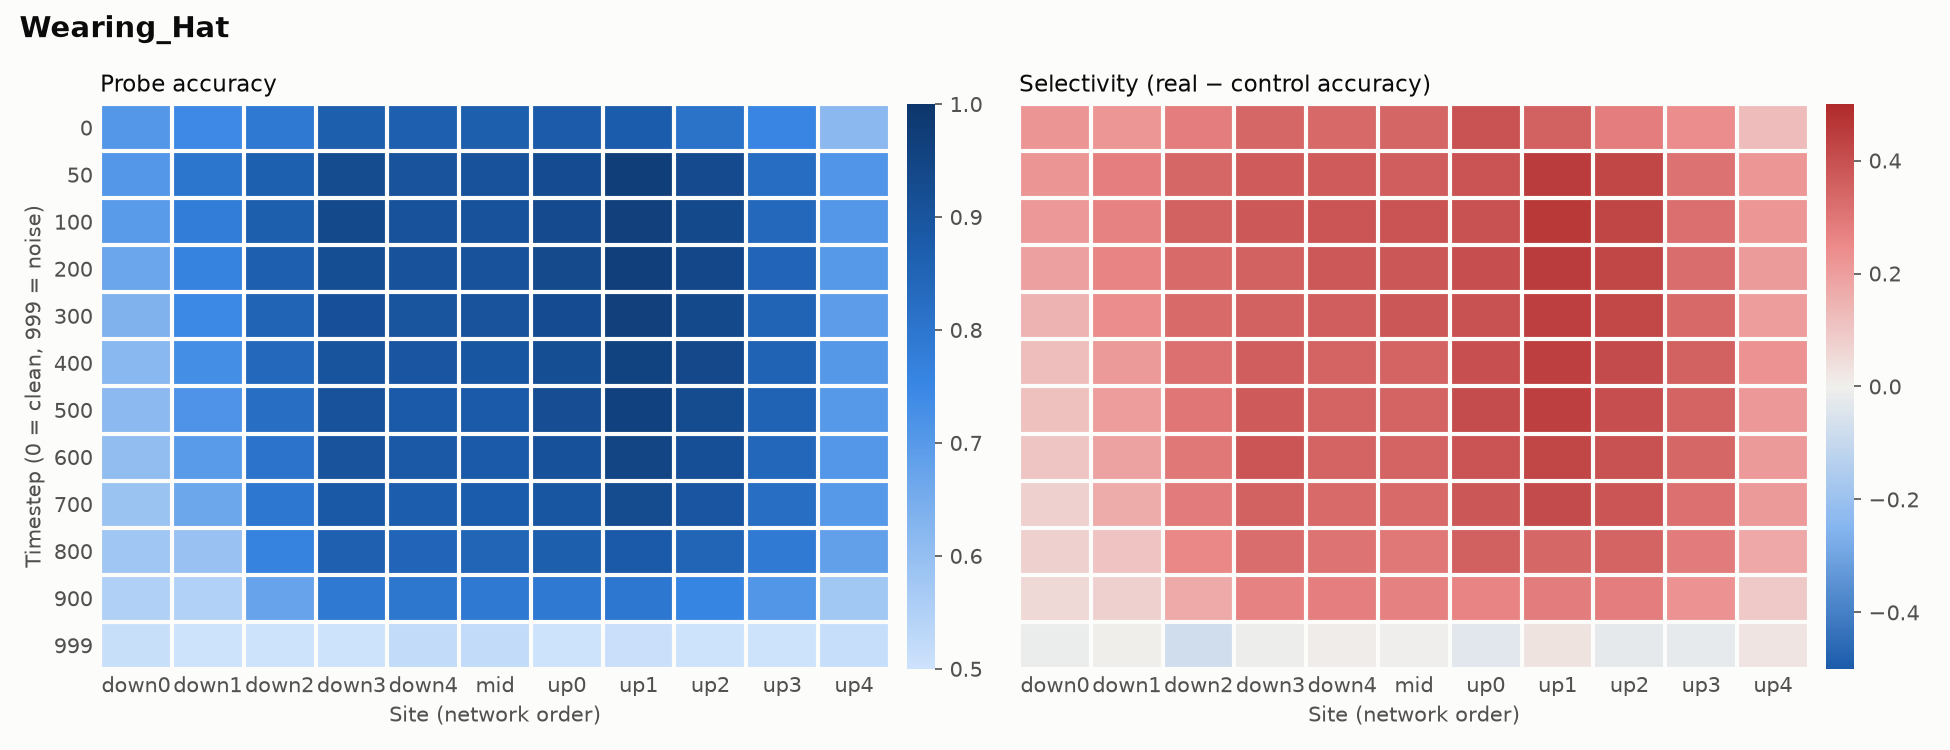 Wearing_Hat
Probe accuracy
Timestep (0 = clean, 999 = noise)
0
50
100
200
300
400
500
600
700
800
900
999
down0 down1 down2 down3 down4 mid up0 up1 up2 up3 up4
Site (network order)
1.0
0.9
0.8
0.7
0.6
0.5
Selectivity (real − control accuracy)
down0 down1 down2 down3 down4 mid up0 up1 up2 up3 up4
Site (network order)
0.4
0.2
0.0
−0.2
−0.4